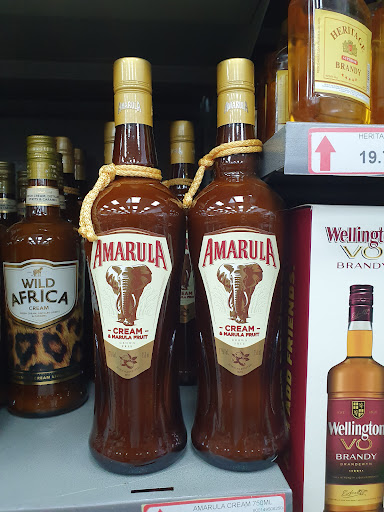 HERITAGE
BRANDY
HERITA
19.
WILD
AFRICA
CREAM
AMARULA
CREAM
& MARULA FRUIT
AMARULA
CREAM
& MARULA FRUIT
Wellington
VO
BRANDY
Wellington
VO
BRANDY
AMARULA CREAM 750ML